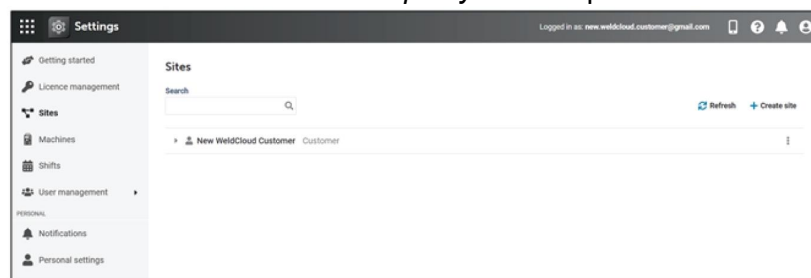 Settings
Logged in as: new.weldcloud.customer@gmail.com
Getting started
Licence management
Sites
Machines
Shifts
User management
PERSONAL
Notifications
Personal settings
Sites
Search
Refresh
Create site
New WeldCloud Customer Customer